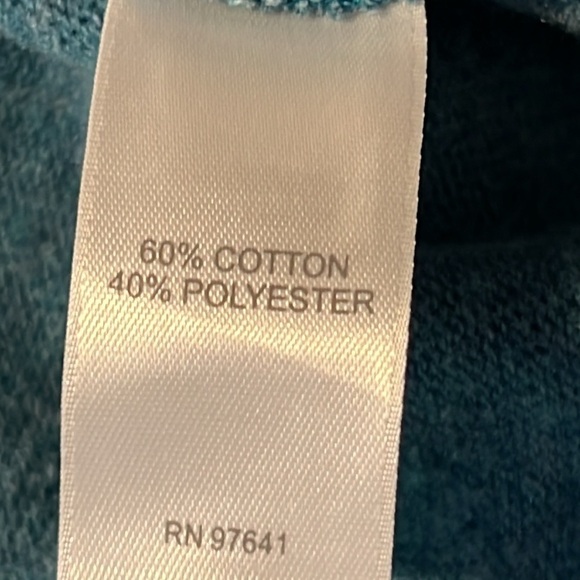 60% COTTON
40% POLYESTER
RN 97641